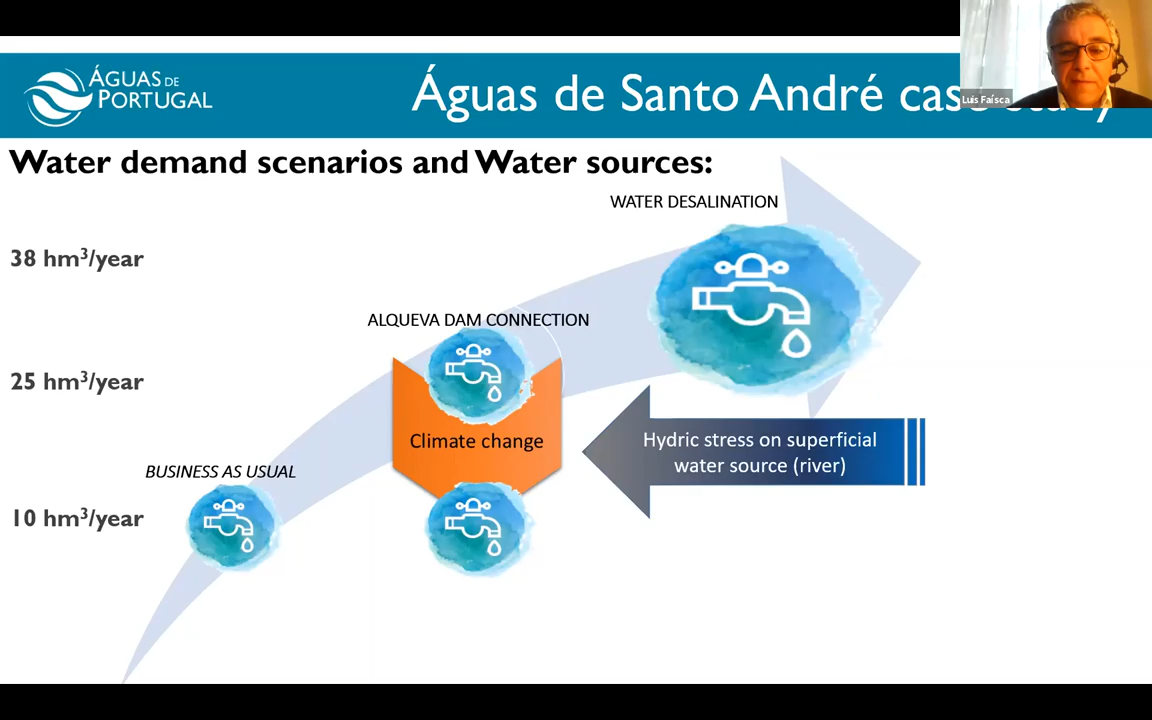 ÁGUAS DE
PORTUGAL
Águas de Santo André case study
Luis Faísca
Water demand scenarios and Water sources:
WATER DESALINATION
38 hm³/year
ALQUEVA DAM CONNECTION
25 hm³/year
Climate change
Hydric stress on superficial
water source (river)
BUSINESS AS USUAL
10 hm³/year